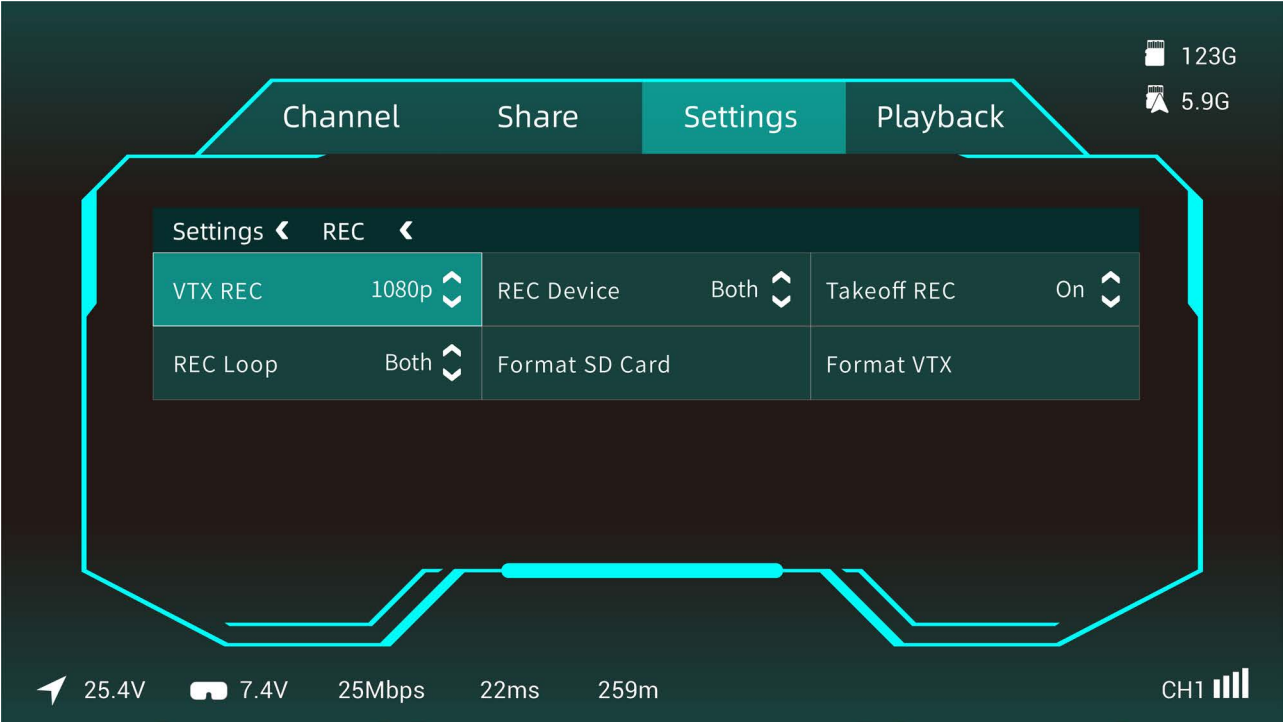 123G
5.9G
Channel Share Settings Playback
Settings REC
VTX REC 1080p REC Device Both Takeoff REC On
REC Loop Both Format SD Card Format VTX
25.4V 7.4V 25Mbps 22ms 259m CH1